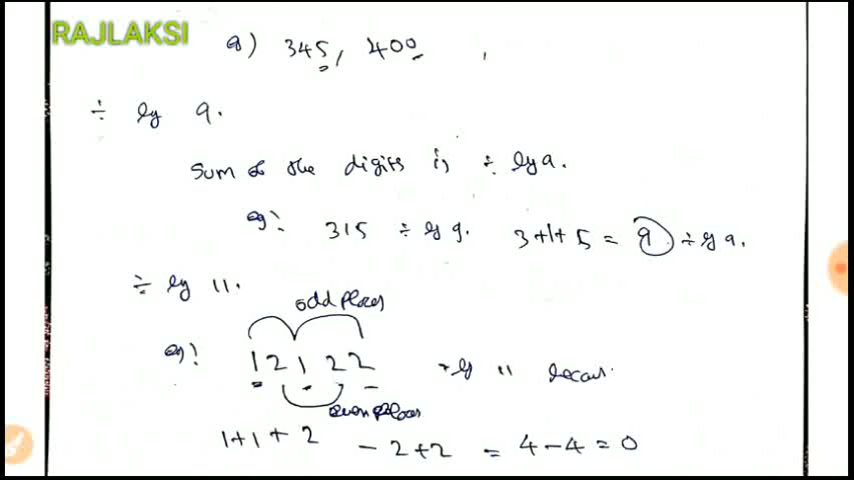 RAJLAKSI
eg) 345, 400
÷ by 9.
Sum of the digits is ÷ by 9.
eg: 315 ÷ by 9. 3+1+5 = 9 ÷ by 9.
÷ by 11.
odd places
eg: 12122 ÷ by 11 becaus.
even places
1+1+2 - 2+2 = 4-4=0